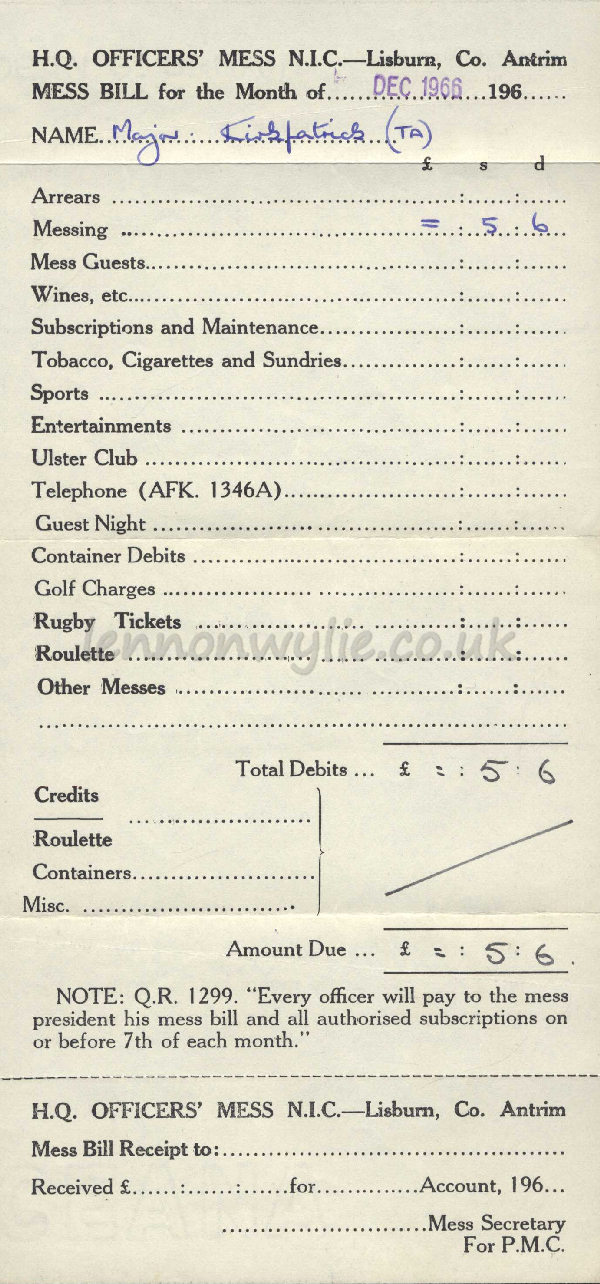 H.Q. OFFICERS' MESS N.I.C.—Lisburn, Co. Antrim
MESS BILL for the Month of...... DEC 1966 ...196......
NAME. Major. Kirkpatrick (TA)
£ s d
Arrears ........................................:......:......
Messing .. ........................................ = : 5 : 6
Mess Guests........................................:......:......
Wines, etc........................................:......:......
Subscriptions and Maintenance....................:......:......
Tobacco, Cigarettes and Sundries.................:......:......
Sports ........................................:......:......
Entertainments ................................:......:......
Ulster Club ....................................:......:......
Telephone (AFK. 1346A)..........................:......:......
Guest Night ....................................:......:......
Container Debits ...............................:......:......
Golf Charges ...................................:......:......
Rugby Tickets ..................................:......:......
lennonwylie.co.uk
Roulette .......................................:......:......
Other Messes ...................................:......:......
................................................................
Total Debits ... £ = : 5 : 6
Credits
..............................
Roulette
Containers..............................
Misc. ..............................
Amount Due ... £ = : 5 : 6.
NOTE: Q.R. 1299. "Every officer will pay to the mess
president his mess bill and all authorised subscriptions on
or before 7th of each month."
H.Q. OFFICERS' MESS N.I.C.—Lisburn, Co. Antrim
Mess Bill Receipt to:..................................................
Received £......:......:......for..............Account, 196...
............................Mess Secretary
For P.M.C.